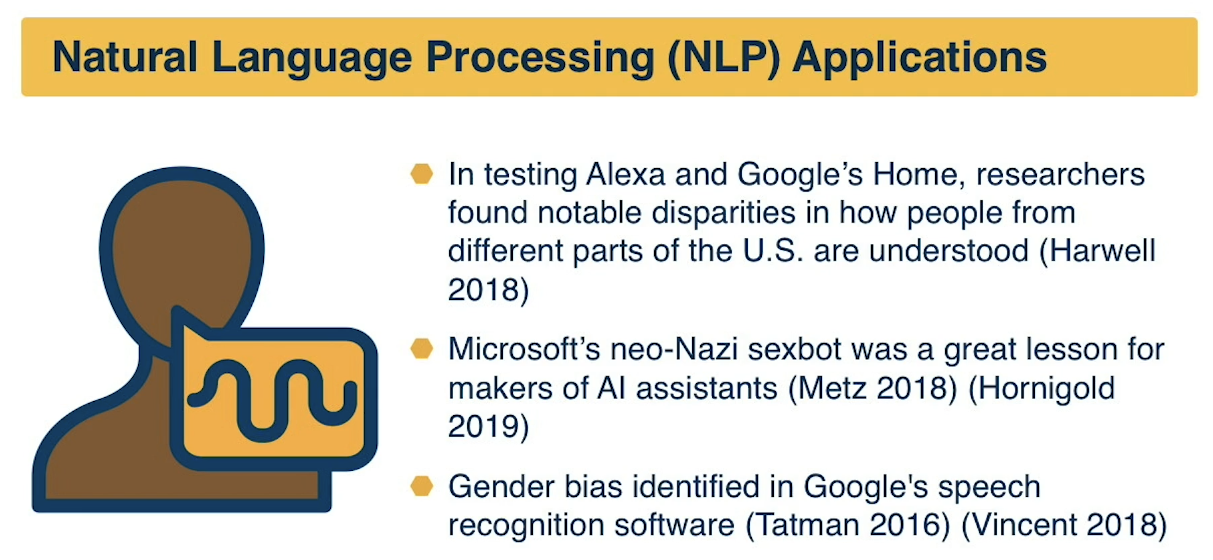 Natural Language Processing (NLP) Applications
In testing Alexa and Google’s Home, researchers
found notable disparities in how people from
different parts of the U.S. are understood (Harwell
2018)
Microsoft’s neo-Nazi sexbot was a great lesson for
makers of AI assistants (Metz 2018) (Hornigold
2019)
Gender bias identified in Google's speech
recognition software (Tatman 2016) (Vincent 2018)